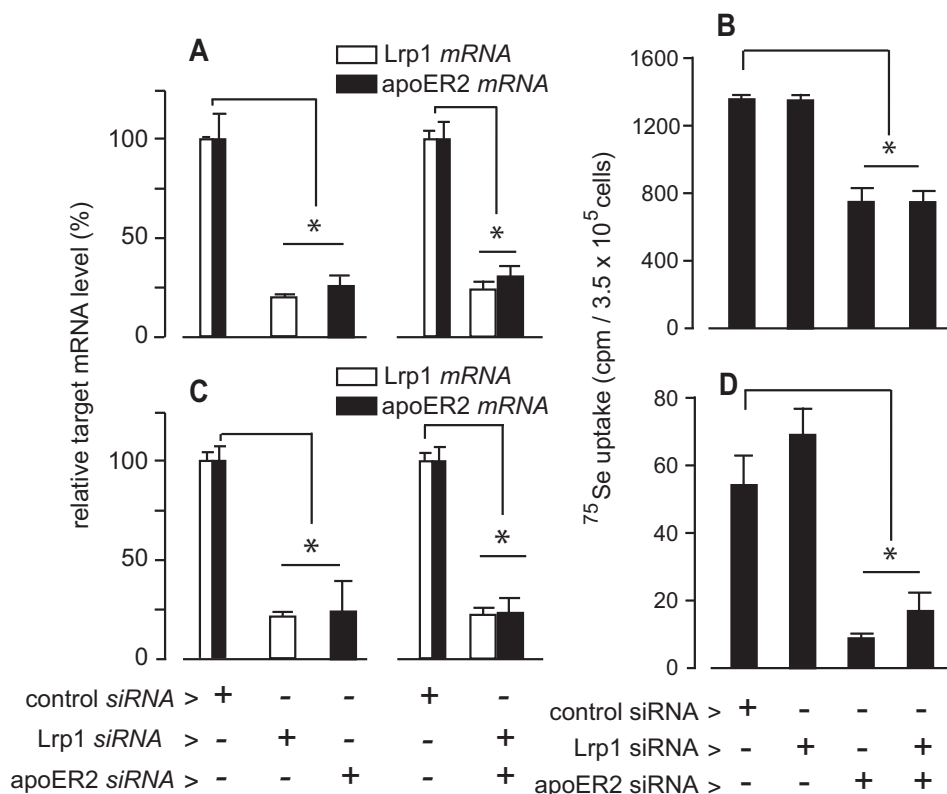 A
Lrp1 mRNA
apoER2 mRNA
relative target mRNA level (%)
100
50
0
*
*
B
1600
1200
800
400
0
*
⁷⁵Se uptake (cpm / 3.5 x 10⁵ cells)
C
Lrp1 mRNA
apoER2 mRNA
100
50
0
*
*
D
80
60
40
20
0
*
control siRNA > + - - + -
Lrp1 siRNA > - + - - +
apoER2 siRNA > - - + - +
control siRNA > + - - -
Lrp1 siRNA > - + - +
apoER2 siRNA > - - + +